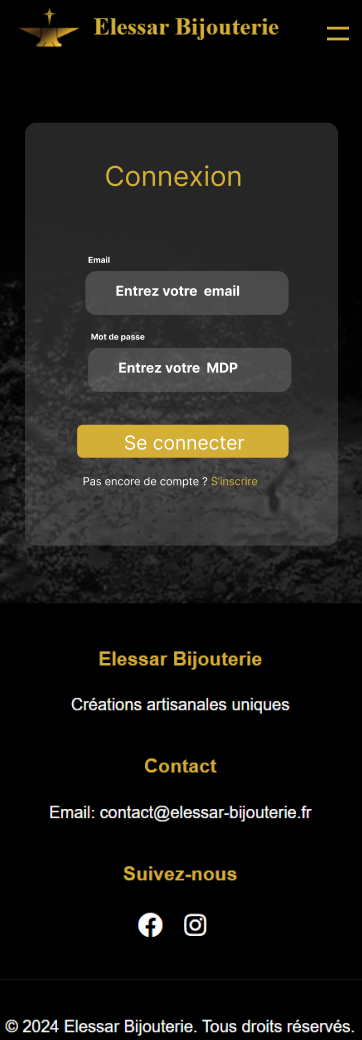 Elessar Bijouterie
Connexion
Email
Entrez votre email
Mot de passe
Entrez votre MDP
Se connecter
Pas encore de compte ? S'inscrire
Elessar Bijouterie
Créations artisanales uniques
Contact
Email: contact@elessar-bijouterie.fr
Suivez-nous
© 2024 Elessar Bijouterie. Tous droits réservés.